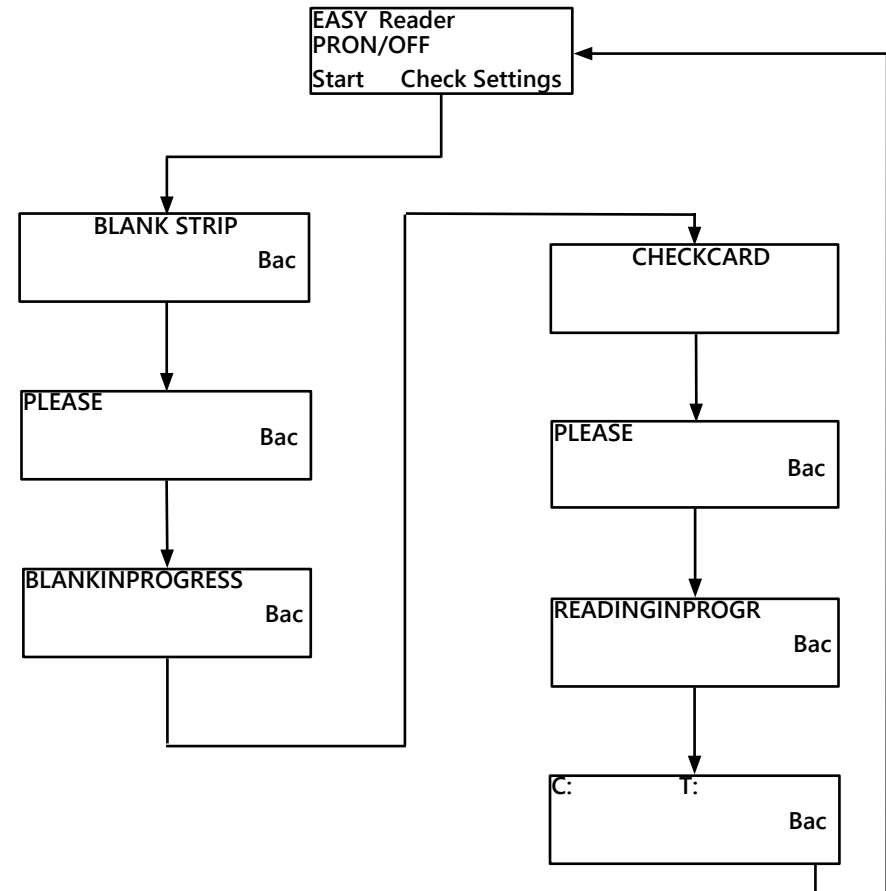 EASY Reader
PRON/OFF
Start Check Settings
BLANK STRIP
Bac
PLEASE
Bac
BLANKINPROGRESS
Bac
CHECKCARD
PLEASE
Bac
READINGINPROGR
Bac
C: T:
Bac